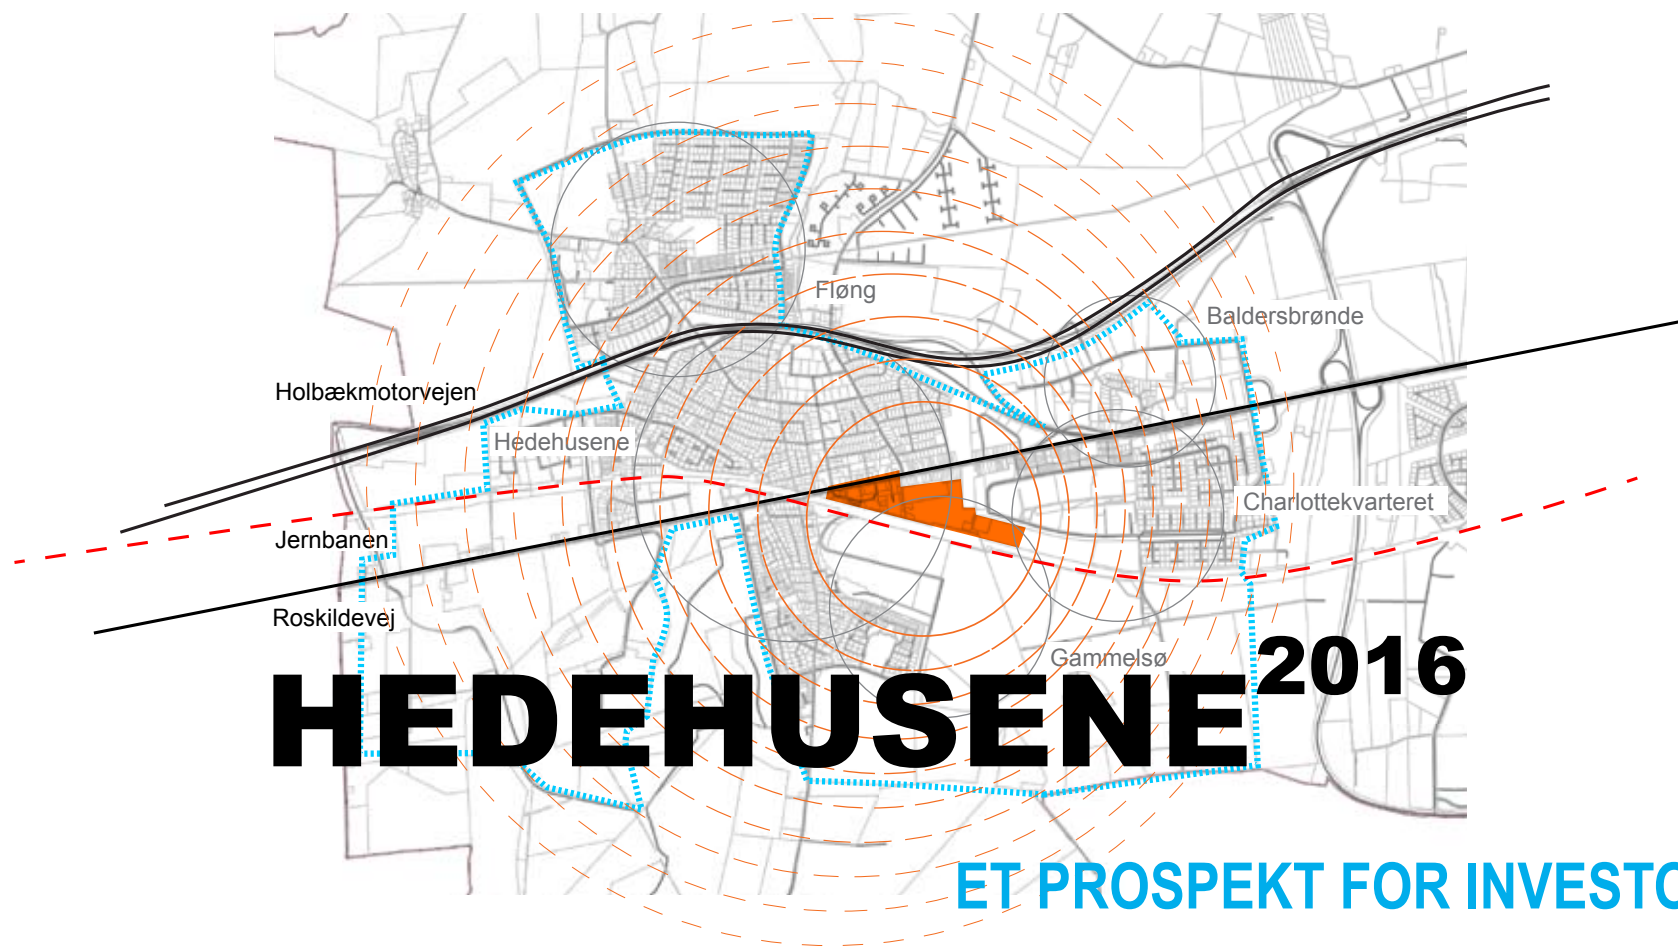 Fløng
Baldersbrønde
Holbækmotorvejen
Hedehusene
Charlottekvarteret
Jernbanen
Roskildevej
Gammelsø
HEDEHUSENE 2016
ET PROSPEKT FOR INVESTO